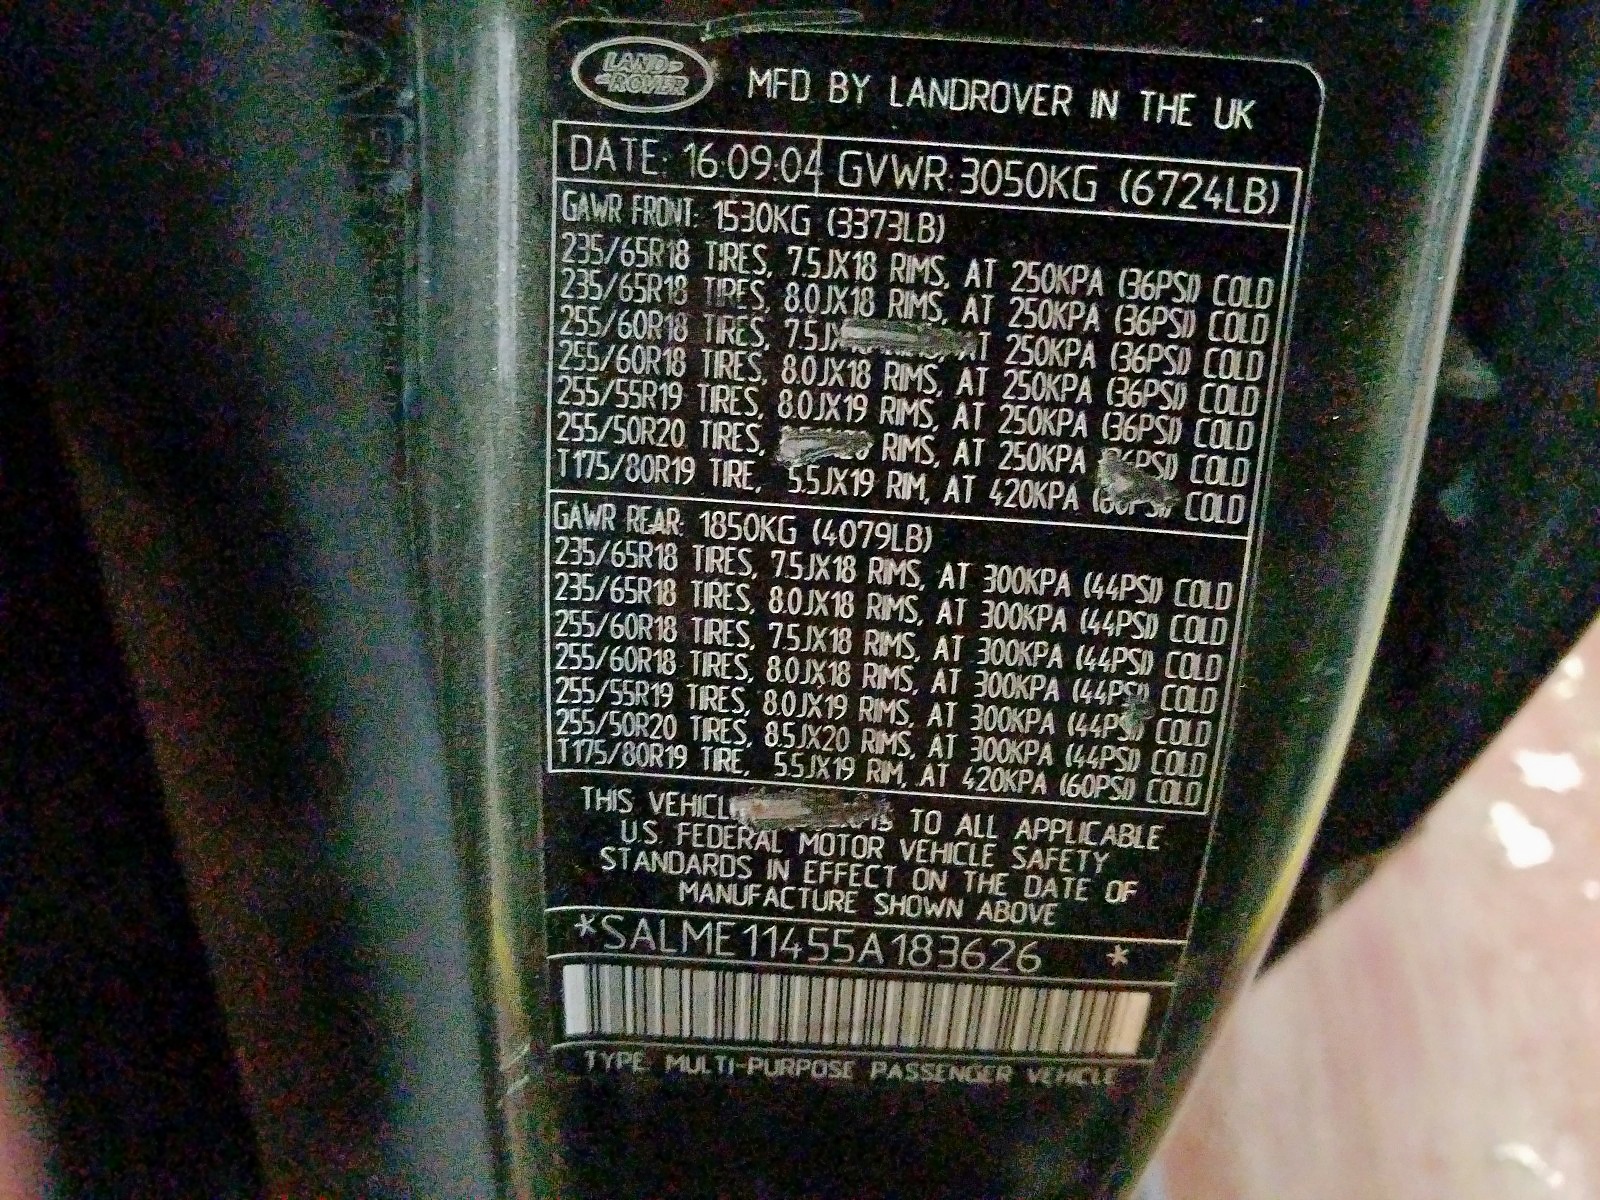 LAND ROVER
MFD BY LANDROVER IN THE UK
DATE: 16:09:04 GVWR:3050KG (6724LB)
GAWR FRONT: 1530KG (3373LB)
235/65R18 TIRES, 7.5JX18 RIMS, AT 250KPA (36PSI) COLD
235/65R18 TIRES, 8.0JX18 RIMS, AT 250KPA (36PSI) COLD
255/60R18 TIRES, AT 250KPA (36PSI) COLD
255/60R18 TIRES, 8.0JX18 RIMS, AT 250KPA (36PSI) COLD
255/55R19 TIRES, 8.0JX19 RIMS, AT 250KPA (36PSI) COLD
255/50R20 TIRES, RIMS, AT 250KPA COLD
T175/80R19 TIRE, 5.5JX19 RIM, AT 420KPA COLD
GAWR REAR: 1850KG (4079LB)
235/65R18 TIRES, 7.5JX18 RIMS, AT 300KPA (44PSI) COLD
235/65R18 TIRES, 8.0JX18 RIMS, AT 300KPA (44PSI) COLD
255/60R18 TIRES, 7.5JX18 RIMS, AT 300KPA (44PSI) COLD
255/60R18 TIRES, 8.0JX18 RIMS, AT 300KPA (44PSI) COLD
255/55R19 TIRES, 8.0JX19 RIMS, AT 300KPA (44PSI) COLD
255/50R20 TIRES, 8.5JX20 RIMS, AT 300KPA (44PSI) COLD
T175/80R19 TIRE, 5.5JX19 RIM, AT 420KPA (60PSI) COLD
THIS TO ALL APPLICABLE
U.S. FEDERAL MOTOR VEHICLE SAFETY
STANDARDS IN EFFECT ON THE DATE OF
MANUFACTURE SHOWN ABOVE
*SALME11455A183626 *
TYPE: MULTI-PURPOSE PASSENGER VEHICLE